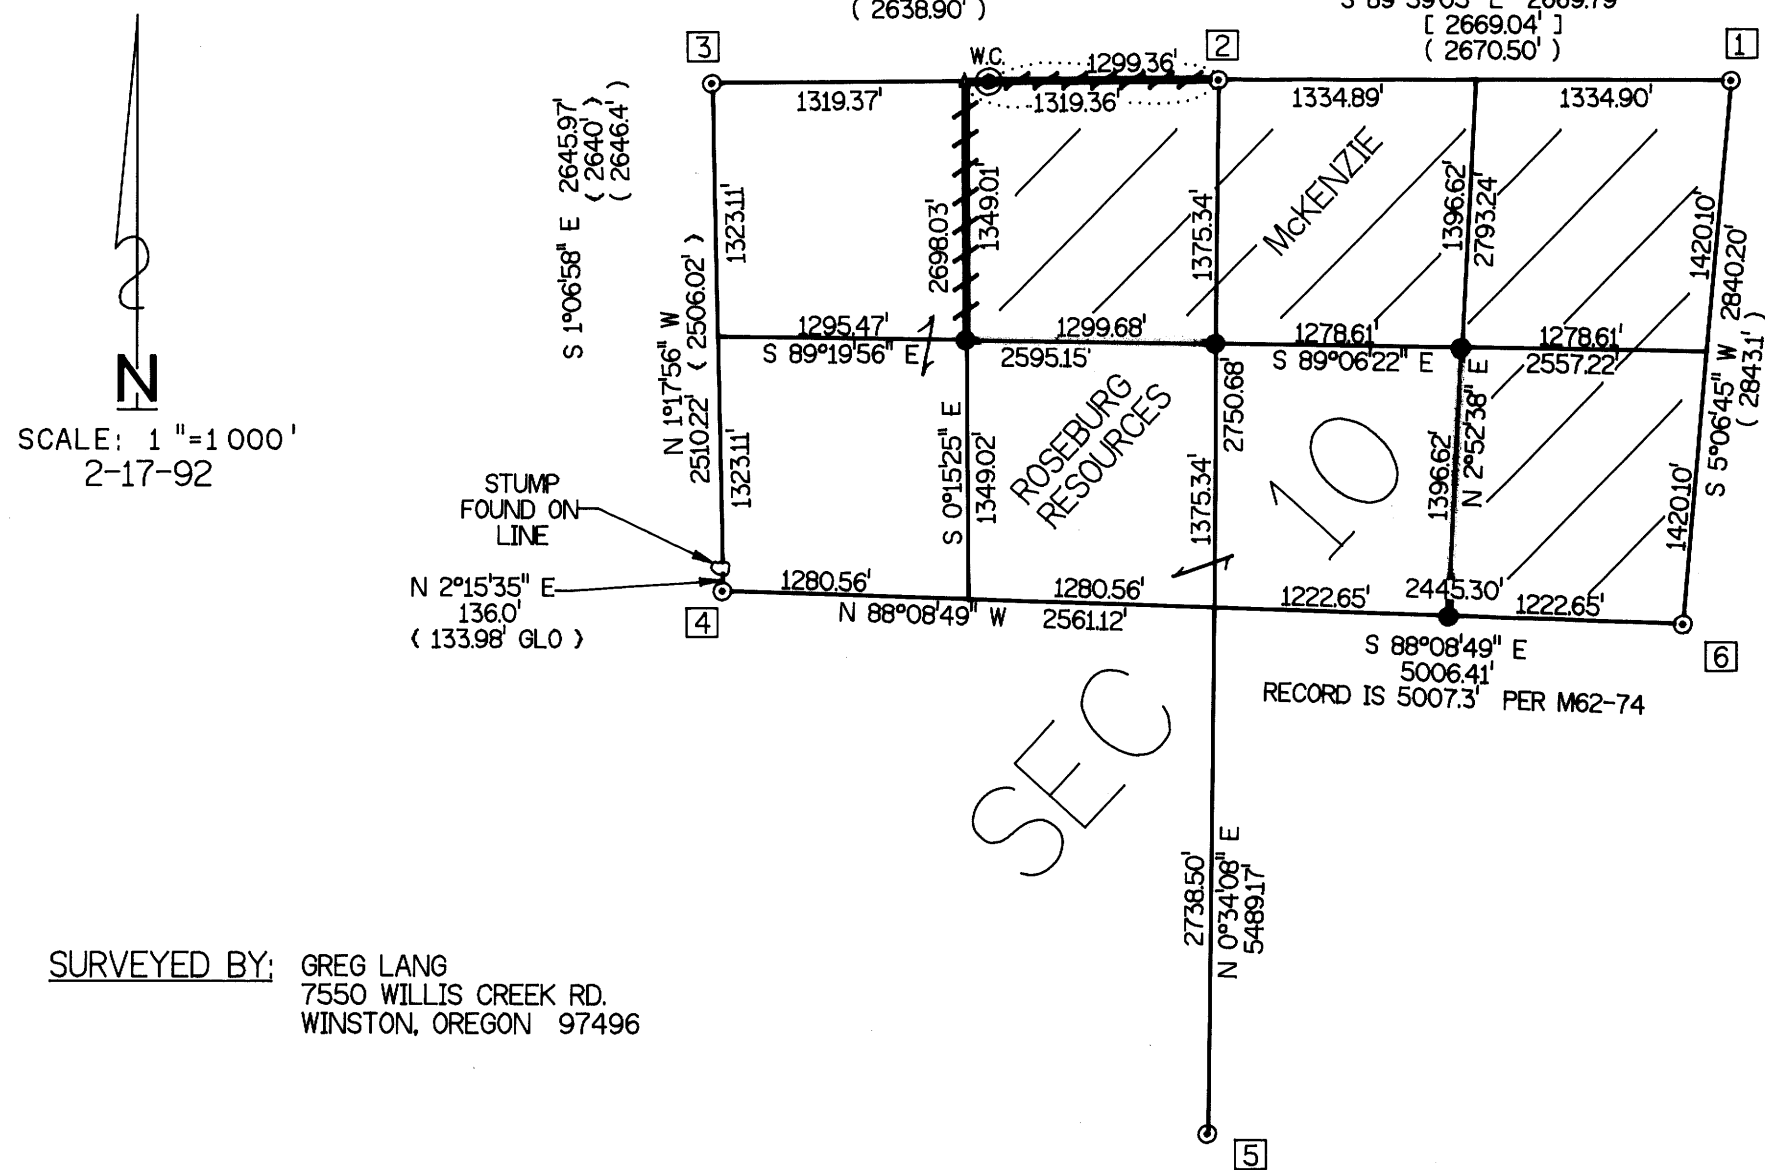 ( 2638.90' )
S 89°39'03" E 2669.79'
[ 2669.04' ]
( 2670.50' )
3
W.C.
1299.36'
2
1
1319.37'
1319.36'
1334.89'
1334.90'
S 1°06'58" E 2645.97'
< 2640' >
( 2646.4' )
1323.11'
2698.03'
1349.01'
1375.34'
McKENZIE
1396.62'
2793.24'
1420.10'
2840.20'
S 5°06'45" W
( 2843.1' )
N 1°17'56" W
2510.22' < 2506.02' >
1295.47'
S 89°19'56" E
1299.68'
2595.15'
1278.61'
S 89°06'22" E
1278.61'
2557.22'
N
SCALE: 1 "=1000'
2-17-92
1323.11'
S 0°15'25" E
1349.02'
ROSEBURG
RESOURCES
2750.68'
1375.34'
10
1396.62'
N 2°52'38" E
1420.10'
STUMP
FOUND ON
LINE
N 2°15'35" E
136.0'
< 133.98' GLO >
4
1280.56'
N 88°08'49" W
1280.56'
2561.12'
1222.65'
2445.30'
1222.65'
6
S 88°08'49" E
5006.41'
RECORD IS 5007.3' PER M62-74
SEC
2738.50'
N 0°34'08" E
5489.17'
SURVEYED BY: GREG LANG
7550 WILLIS CREEK RD.
WINSTON, OREGON 97496
5